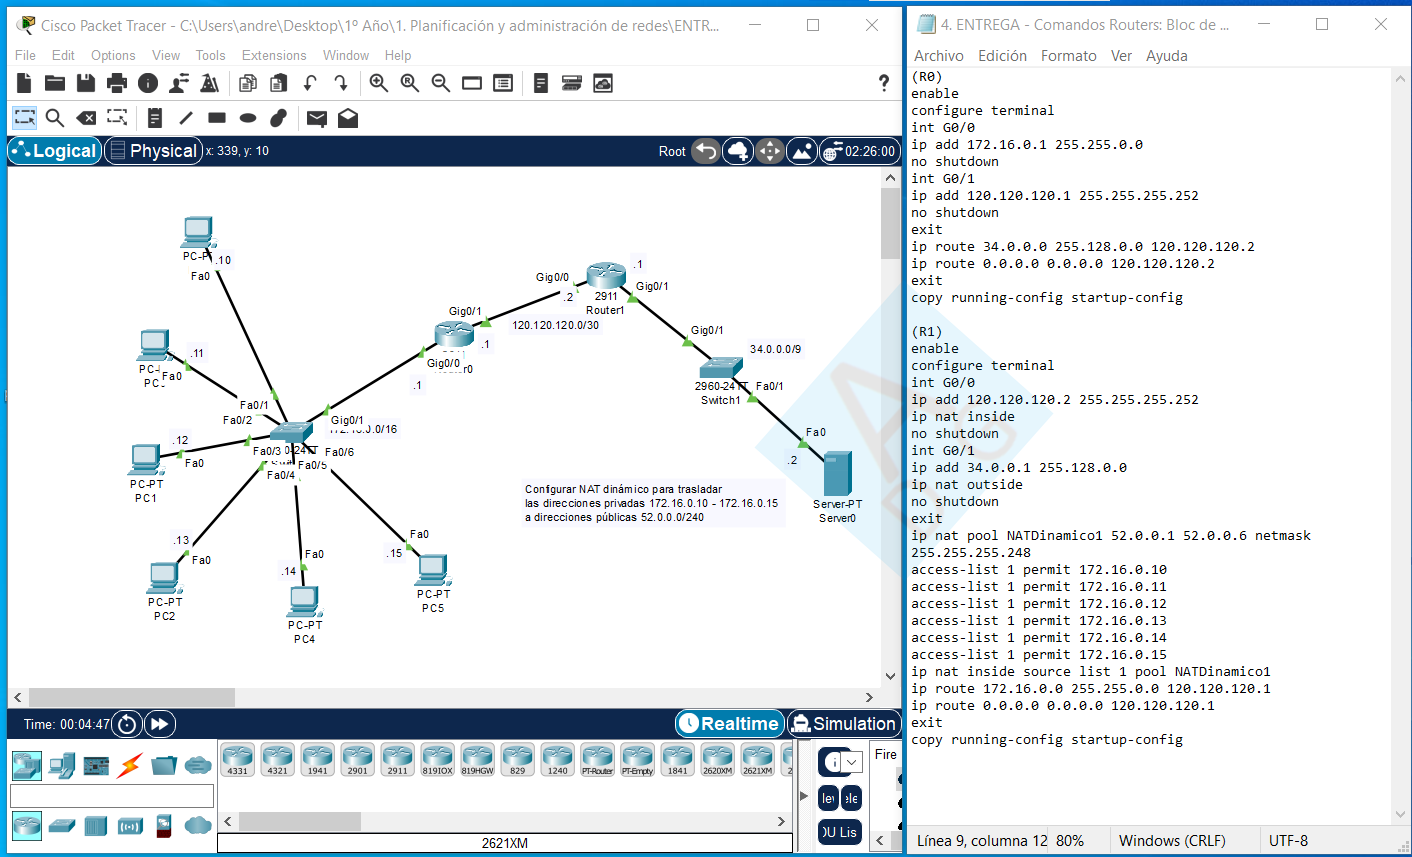 Cisco Packet Tracer - C:\Users\andre\Desktop\1º Año\1. Planificación y administración de redes\ENTR...
File Edit Options View Tools Extensions Window Help
?
Logical Physical x: 339, y: 10 Root 02:26:00
PC-PT .10
Fa0
.11
Fa0
.12
Fa0
PC-PT
PC1
.13
Fa0
PC-PT
PC2
Fa0
.14
PC-PT
PC4
Fa0
.15
PC-PT
PC5
Fa0/1
Fa0/2
Fa0/3
Fa0/4
Fa0/5
Fa0/6
Gig0/1
.1
Gig0/0
Gig0/1
.1
120.120.120.0/30
Gig0/0
.2
.1
Gig0/1
2911
Router1
Gig0/1
34.0.0.0/9
2960-24TT
Switch1
Fa0/1
Fa0
.2
Server-PT
Server0
Configurar NAT dinámico para trasladar
las direcciones privadas 172.16.0.10 - 172.16.0.15
a direcciones públicas 52.0.0.0/240
Time: 00:04:47 Realtime Simulation
4331 4321 1941 2901 2911 819IOX 819HGW 829 1240 PT-Router PT-Empty 1841 2620XM 2621XM
2621XM
Fire
4. ENTREGA - Comandos Routers: Bloc de ...
Archivo Edición Formato Ver Ayuda
(R0)
enable
configure terminal
int G0/0
ip add 172.16.0.1 255.255.0.0
no shutdown
int G0/1
ip add 120.120.120.1 255.255.255.252
no shutdown
exit
ip route 34.0.0.0 255.128.0.0 120.120.120.2
ip route 0.0.0.0 0.0.0.0 120.120.120.2
exit
copy running-config startup-config
(R1)
enable
configure terminal
int G0/0
ip add 120.120.120.2 255.255.255.252
ip nat inside
no shutdown
int G0/1
ip add 34.0.0.1 255.128.0.0
ip nat outside
no shutdown
exit
ip nat pool NATDinamico1 52.0.0.1 52.0.0.6 netmask
255.255.255.248
access-list 1 permit 172.16.0.10
access-list 1 permit 172.16.0.11
access-list 1 permit 172.16.0.12
access-list 1 permit 172.16.0.13
access-list 1 permit 172.16.0.14
access-list 1 permit 172.16.0.15
ip nat inside source list 1 pool NATDinamico1
ip route 172.16.0.0 255.255.0.0 120.120.120.1
ip route 0.0.0.0 0.0.0.0 120.120.120.1
exit
copy running-config startup-config
Línea 9, columna 12 80% Windows (CRLF) UTF-8